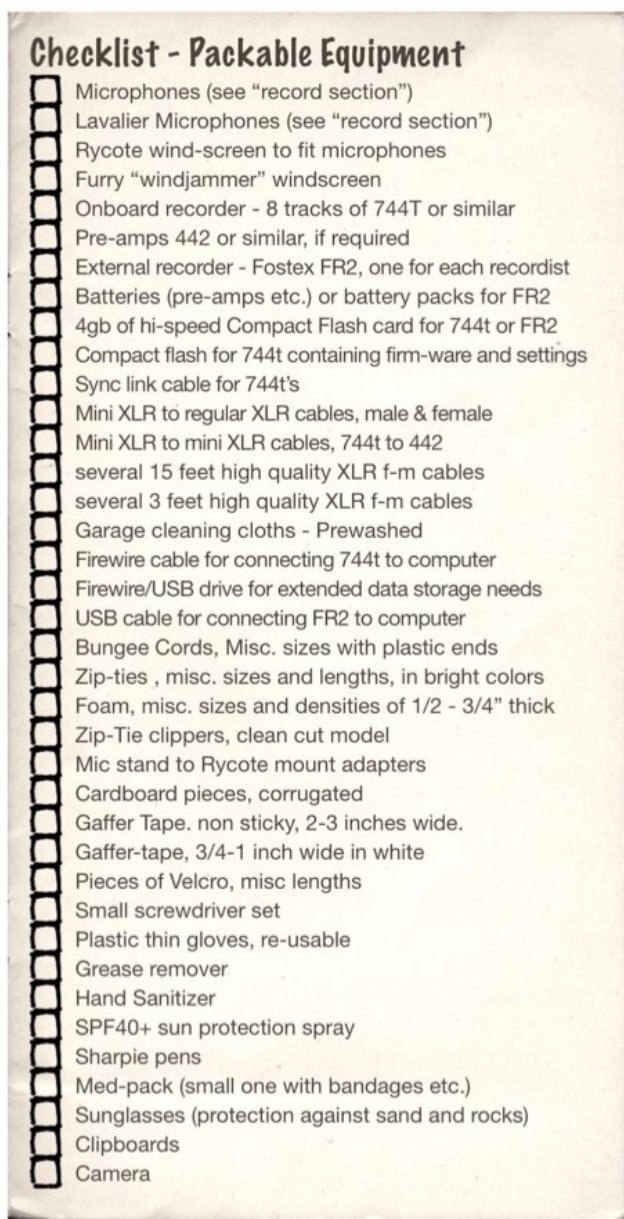 Checklist - Packable Equipment
Microphones (see “record section”)
Lavalier Microphones (see “record section”)
Rycote wind-screen to fit microphones
Furry “windjammer” windscreen
Onboard recorder - 8 tracks of 744T or similar
Pre-amps 442 or similar, if required
External recorder - Fostex FR2, one for each recordist
Batteries (pre-amps etc.) or battery packs for FR2
4gb of hi-speed Compact Flash card for 744t or FR2
Compact flash for 744t containing firm-ware and settings
Sync link cable for 744t's
Mini XLR to regular XLR cables, male & female
Mini XLR to mini XLR cables, 744t to 442
several 15 feet high quality XLR f-m cables
several 3 feet high quality XLR f-m cables
Garage cleaning cloths - Prewashed
Firewire cable for connecting 744t to computer
Firewire/USB drive for extended data storage needs
USB cable for connecting FR2 to computer
Bungee Cords, Misc. sizes with plastic ends
Zip-ties , misc. sizes and lengths, in bright colors
Foam, misc. sizes and densities of 1/2 - 3/4” thick
Zip-Tie clippers, clean cut model
Mic stand to Rycote mount adapters
Cardboard pieces, corrugated
Gaffer Tape. non sticky, 2-3 inches wide.
Gaffer-tape, 3/4-1 inch wide in white
Pieces of Velcro, misc lengths
Small screwdriver set
Plastic thin gloves, re-usable
Grease remover
Hand Sanitizer
SPF40+ sun protection spray
Sharpie pens
Med-pack (small one with bandages etc.)
Sunglasses (protection against sand and rocks)
Clipboards
Camera